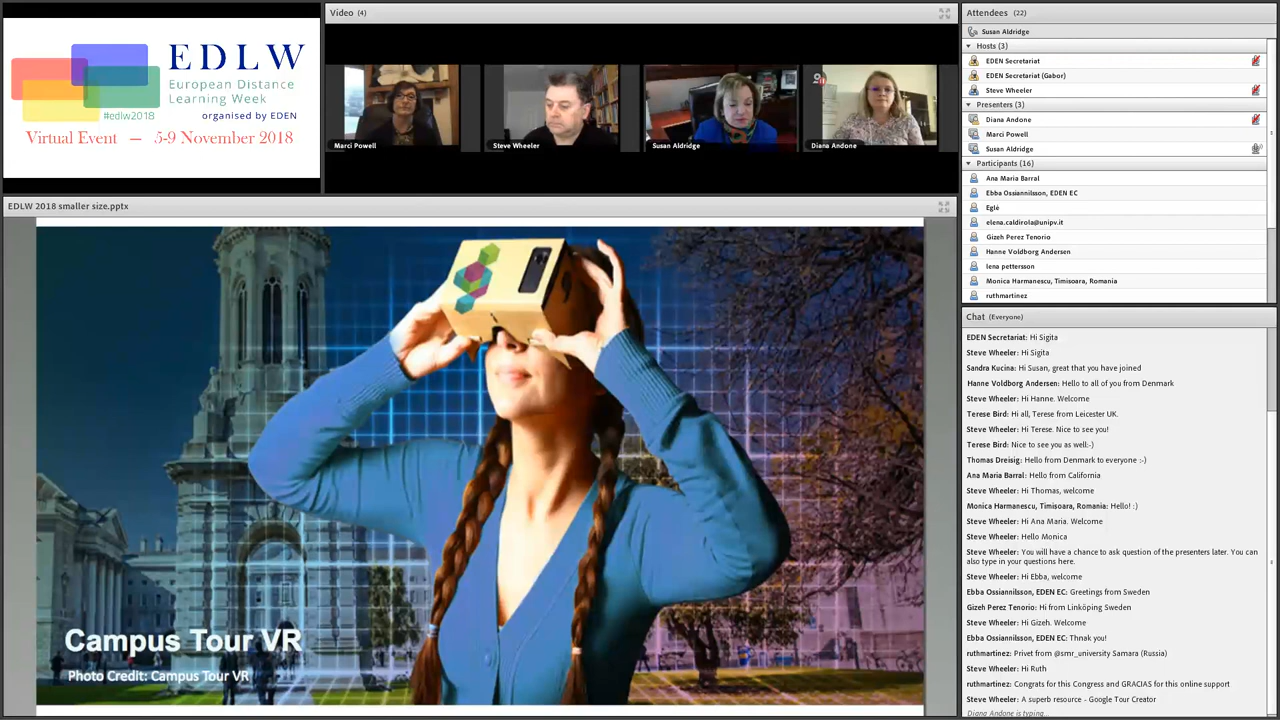 EDLW
European Distance
Learning Week
#edlw2018
organised by EDEN
Virtual Event — 5-9 November 2018
Video (4)
Marci Powell
Steve Wheeler
Susan Aldridge
Diana Andone
EDLW 2018 smaller size.pptx
Campus Tour VR
Photo Credit: Campus Tour VR
Attendees (22)
Susan Aldridge
Hosts (3)
EDEN Secretariat
EDEN Secretariat (Gabor)
Steve Wheeler
Presenters (3)
Diana Andone
Marci Powell
Susan Aldridge
Participants (16)
Ana Maria Barral
Ebba Ossiannilsson, EDEN EC
Eglė
elena.caldirola@unipv.it
Gizeh Perez Tenorio
Hanne Voldborg Andersen
lena pettersson
Monica Harmanescu, Timisoara, Romania
ruthmartinez
Chat (Everyone)
EDEN Secretariat: Hi Sigita
Steve Wheeler: Hi Sigita
Sandra Kucina: Hi Susan, great that you have joined
Hanne Voldborg Andersen: Hello to all of you from Denmark
Steve Wheeler: Hi Hanne. Welcome
Terese Bird: Hi all, Terese from Leicester UK.
Steve Wheeler: Hi Terese. Nice to see you!
Terese Bird: Nice to see you as well:-)
Thomas Dreisig: Hello from Denmark to everyone :-)
Ana Maria Barral: Hello from California
Steve Wheeler: Hi Thomas, welcome
Monica Harmanescu, Timisoara, Romania: Hello! :)
Steve Wheeler: Hi Ana Maria. Welcome
Steve Wheeler: Hello Monica
Steve Wheeler: You will have a chance to ask question of the presenters later. You can
also type in your questions here.
Steve Wheeler: Hi Ebba, welcome
Ebba Ossiannilsson, EDEN EC: Greetings from Sweden
Gizeh Perez Tenorio: Hi from Linköping Sweden
Steve Wheeler: Hi Gizeh. Welcome
Ebba Ossiannilsson, EDEN EC: Thnak you!
ruthmartinez: Privet from @smr_university Samara (Russia)
Steve Wheeler: Hi Ruth
ruthmartinez: Congrats for this Congress and GRACIAS for this online support
Steve Wheeler: A superb resource - Google Tour Creator
Diana Andone is typing...